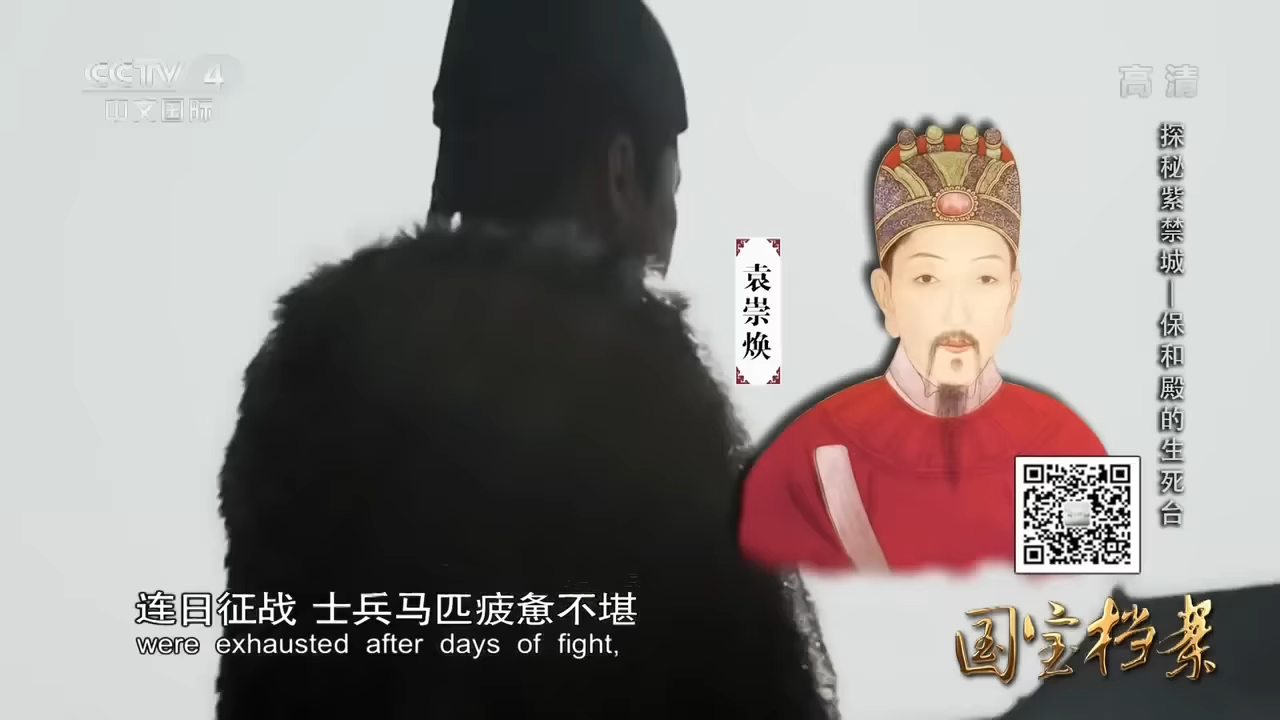 CCTV 4
中文国际
高清
探秘紫禁城—保和殿的生死台
袁崇焕
连日征战 士兵马匹疲惫不堪
were exhausted after days of fight,
国宝档案